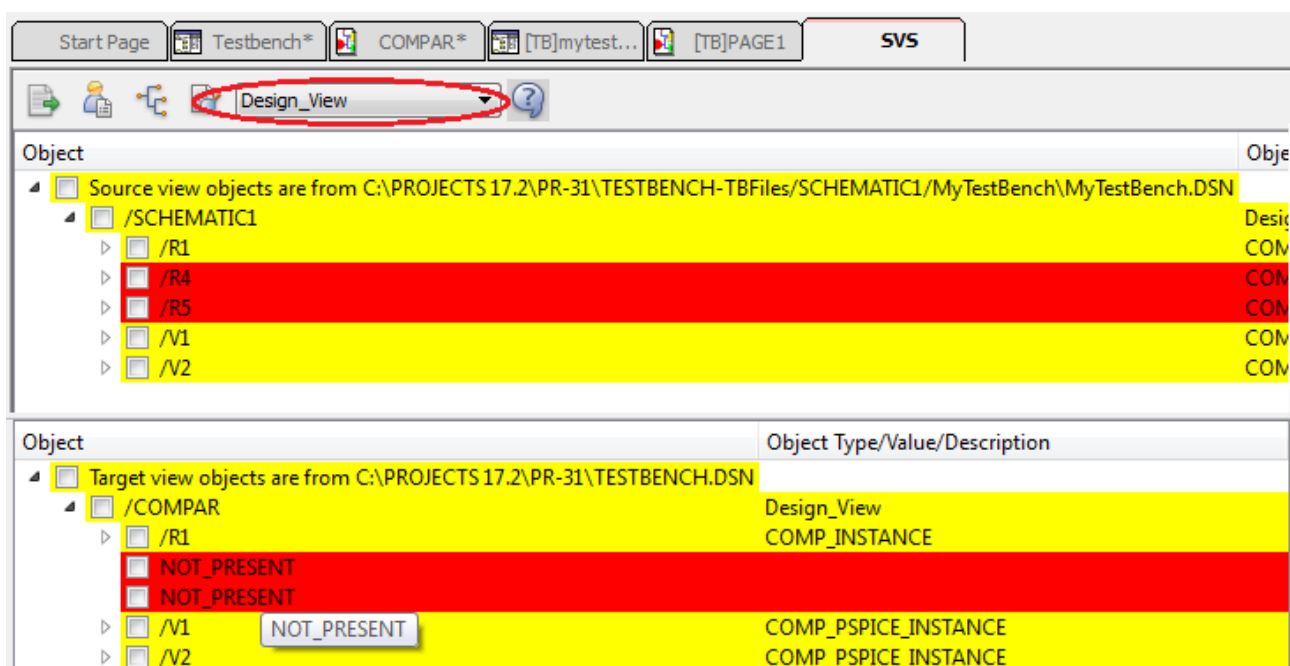 Start Page Testbench* COMPAR* [TB]mytest... [TB]PAGE1 SVS
Design_View
Object Obje
Source view objects are from C:\PROJECTS 17.2\PR-31\TESTBENCH-TBFiles/SCHEMATIC1/MyTestBench\MyTestBench.DSN
/SCHEMATIC1 Desig
/R1 COM
/R4 COM
/R5 COM
/V1 COM
/V2 COM
Object Object Type/Value/Description
Target view objects are from C:\PROJECTS 17.2\PR-31\TESTBENCH.DSN
/COMPAR Design_View
/R1 COMP_INSTANCE
NOT_PRESENT
NOT_PRESENT
/V1 NOT_PRESENT COMP_PSPICE_INSTANCE
/V2 COMP_PSPICE_INSTANCE